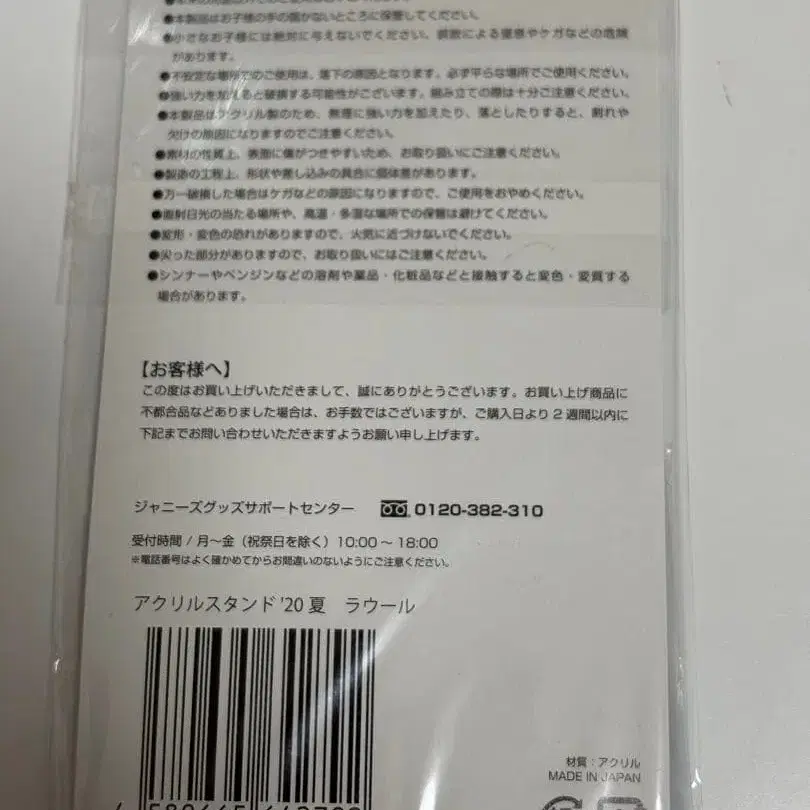 ●本製品はお子様の手の届かないところに保管してください。
●小さなお子様には絶対に与えないでください。誤飲による窒息やケガなどの危険
があります。
●不安定な場所でのご使用は、落下の原因となります。必ず平らな場所でご使用ください。
●強い力を加えると破損する可能性がございます。組み立ての際は十分ご注意ください。
●本製品はアクリル製のため、無理に強い力を加えたり、落としたりすると、割れや
欠けの原因になりますのでご注意ください。
●素材の性質上、表面に傷がつきやすいため、お取り扱いにご注意ください。
●製造の工程上、形状や差し込みの具合に個体差があります。
●万一破損した場合はケガなどの原因になりますので、ご使用をおやめください。
●直射日光の当たる場所や、高温・多湿な場所での保管は避けてください。
●変形・変色の恐れがありますので、火気に近づけないでください。
●尖った部分がありますので、お取り扱いにはご注意ください。
●シンナーやベンジンなどの溶剤や薬品・化粧品などと接触すると変色・変質する
場合があります。
【お客様へ】
この度はお買い上げいただきまして、誠にありがとうございます。お買い上げ商品に
不都合品などありました場合は、お手数ではございますが、ご購入日より2週間以内に
下記までお問い合わせいただきますようお願い申し上げます。
ジャニーズグッズサポートセンター 0120-382-310
受付時間 / 月〜金（祝祭日を除く）10:00 〜 18:00
※電話番号はよく確かめてからお間違いのないようにご注意ください。
アクリルスタンド '20 夏 ラウール
材質：アクリル
MADE IN JAPAN